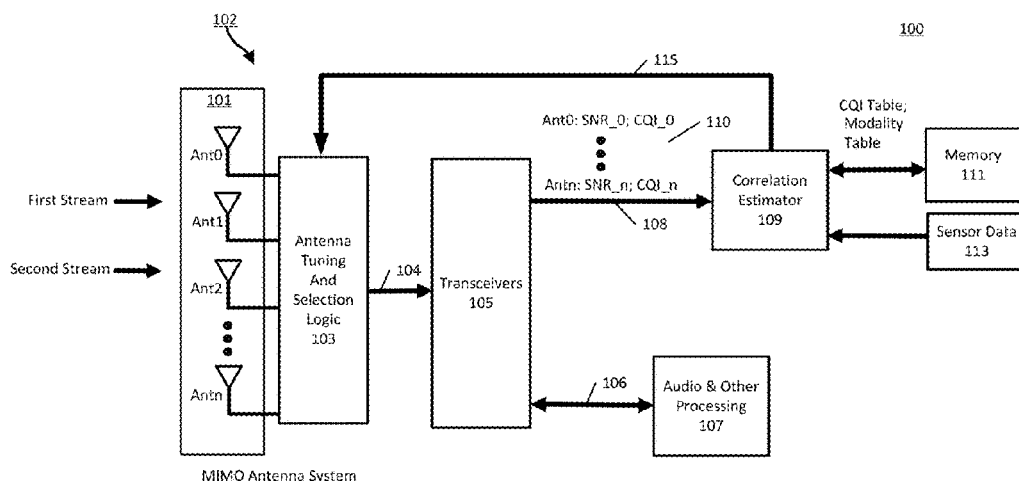 102
100
101
115
Ant0
Ant0: SNR_0; CQI_0
110
CQI Table;
Modality
Table
Memory
111
First Stream
Ant1
Antn: SNR_n; CQI_n
108
Correlation
Estimator
109
Second Stream
Ant2
Antenna
Tuning
And
Selection
Logic
103
104
Transceivers
105
Sensor Data
113
Antn
106
Audio & Other
Processing
107
MIMO Antenna System